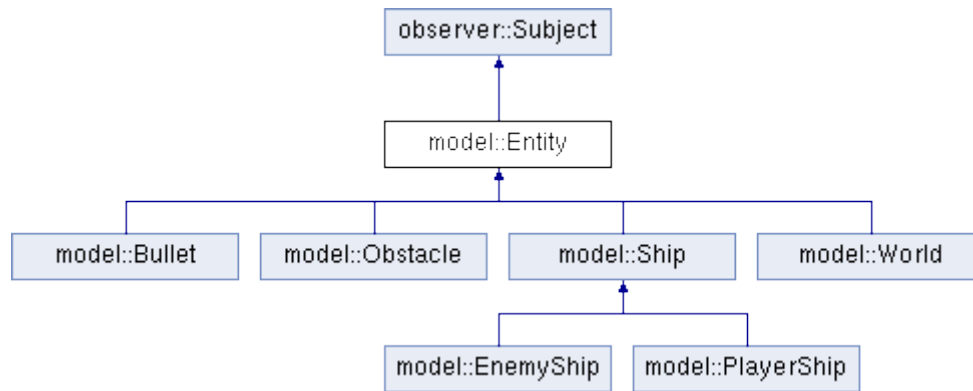 observer::Subject
model::Entity
model::Bullet
model::Obstacle
model::Ship
model::World
model::EnemyShip
model::PlayerShip